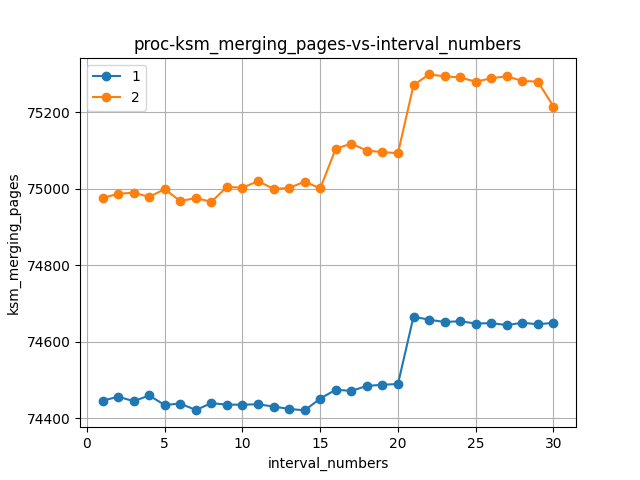 proc-ksm_merging_pages-vs-interval_numbers
1
2
75200
75000
74800
74600
74400
ksm_merging_pages
0 5 10 15 20 25 30
interval_numbers